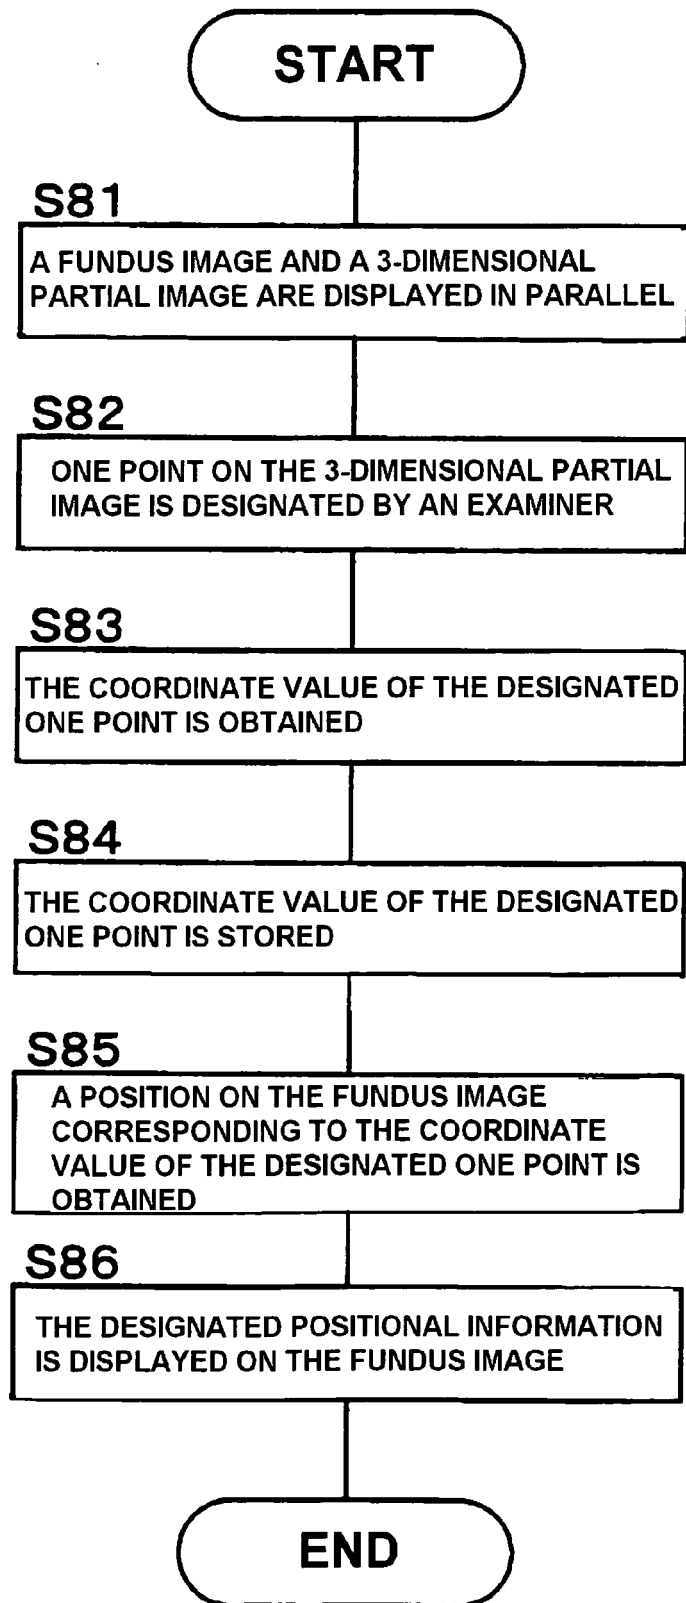 START
S81
A FUNDUS IMAGE AND A 3-DIMENSIONAL
PARTIAL IMAGE ARE DISPLAYED IN PARALLEL
S82
ONE POINT ON THE 3-DIMENSIONAL PARTIAL
IMAGE IS DESIGNATED BY AN EXAMINER
S83
THE COORDINATE VALUE OF THE DESIGNATED
ONE POINT IS OBTAINED
S84
THE COORDINATE VALUE OF THE DESIGNATED
ONE POINT IS STORED
S85
A POSITION ON THE FUNDUS IMAGE
CORRESPONDING TO THE COORDINATE
VALUE OF THE DESIGNATED ONE POINT IS
OBTAINED
S86
THE DESIGNATED POSITIONAL INFORMATION
IS DISPLAYED ON THE FUNDUS IMAGE
END